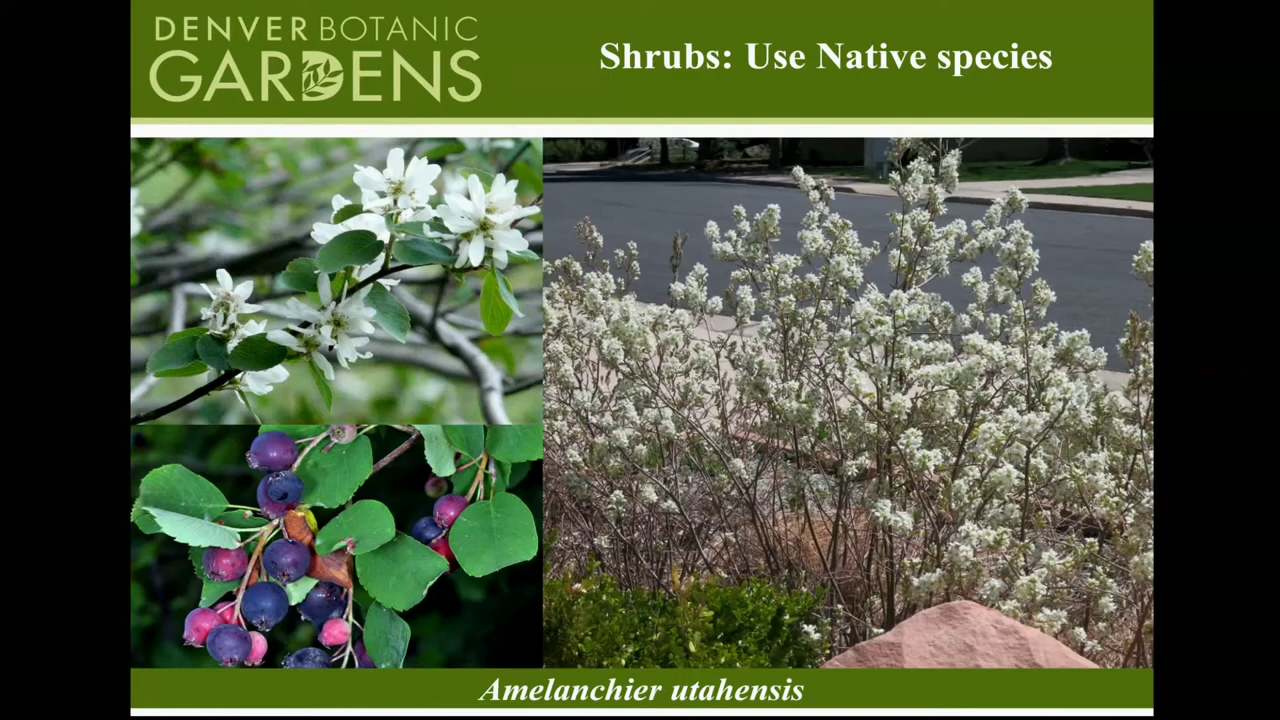 DENVER BOTANIC
GARDENS
Shrubs: Use Native species
Amelanchier utahensis